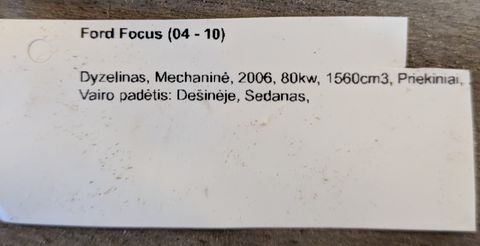 Ford Focus (04 - 10)
Dyzelinas, Mechaninė, 2006, 80kw, 1560cm3, Priekiniai,
Vairo padėtis: Dešinėje, Sedanas,